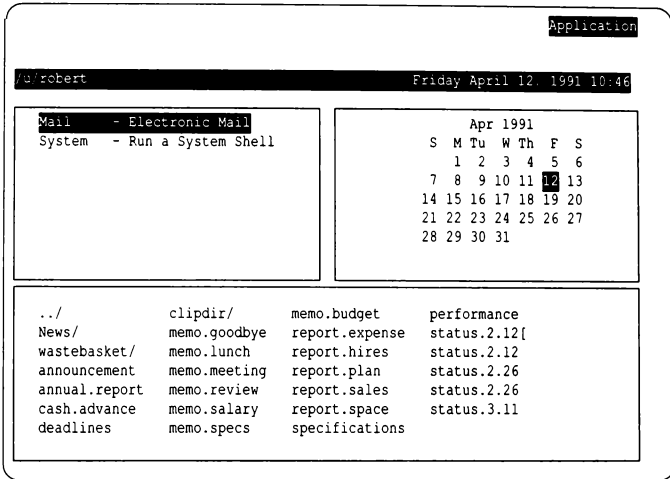 Application
/u/robert Friday April 12, 1991 10:46
Mail - Electronic Mail
System - Run a System Shell
Apr 1991
S M Tu W Th F S
1 2 3 4 5 6
7 8 9 10 11 12 13
14 15 16 17 18 19 20
21 22 23 24 25 26 27
28 29 30 31
../ clipdir/ memo.budget performance
News/ memo.goodbye report.expense status.2.12[
wastebasket/ memo.lunch report.hires status.2.12
announcement memo.meeting report.plan status.2.26
annual.report memo.review report.sales status.2.26
cash.advance memo.salary report.space status.3.11
deadlines memo.specs specifications